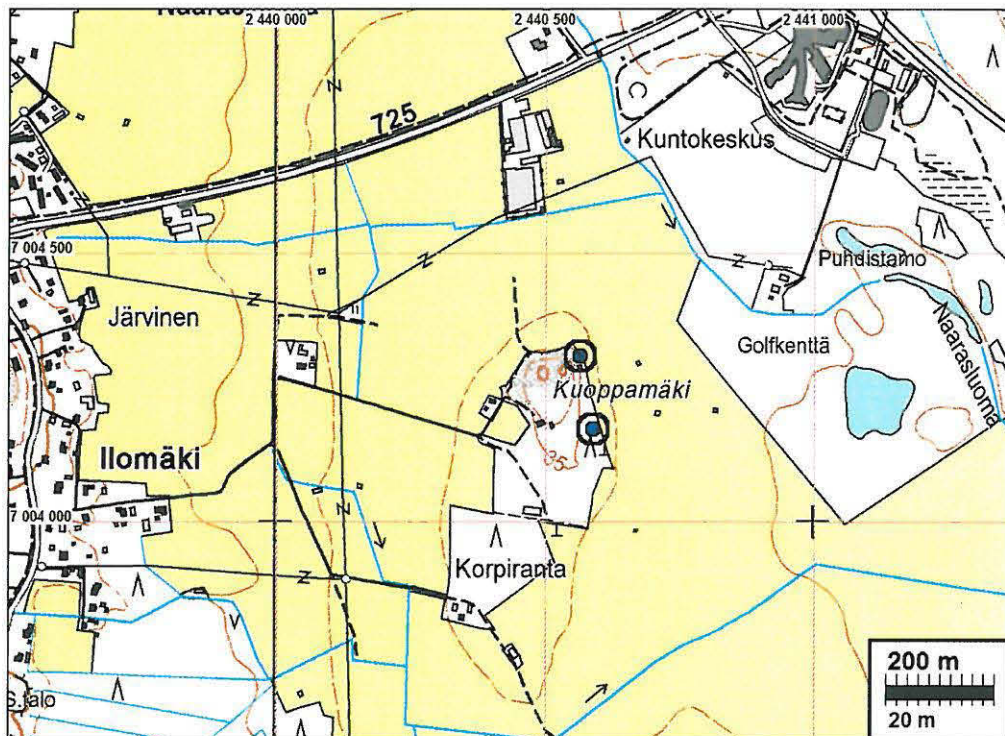 2 440 000
2 440 500
2 441 000
725
Kuntokeskus
7 004 500
Puhdistamo
Järvinen
Golfkenttä
Naarasluoma
Kuoppamäki
Ilomäki
35
7 004 000
Korpiranta
200 m
20 m
S.talo